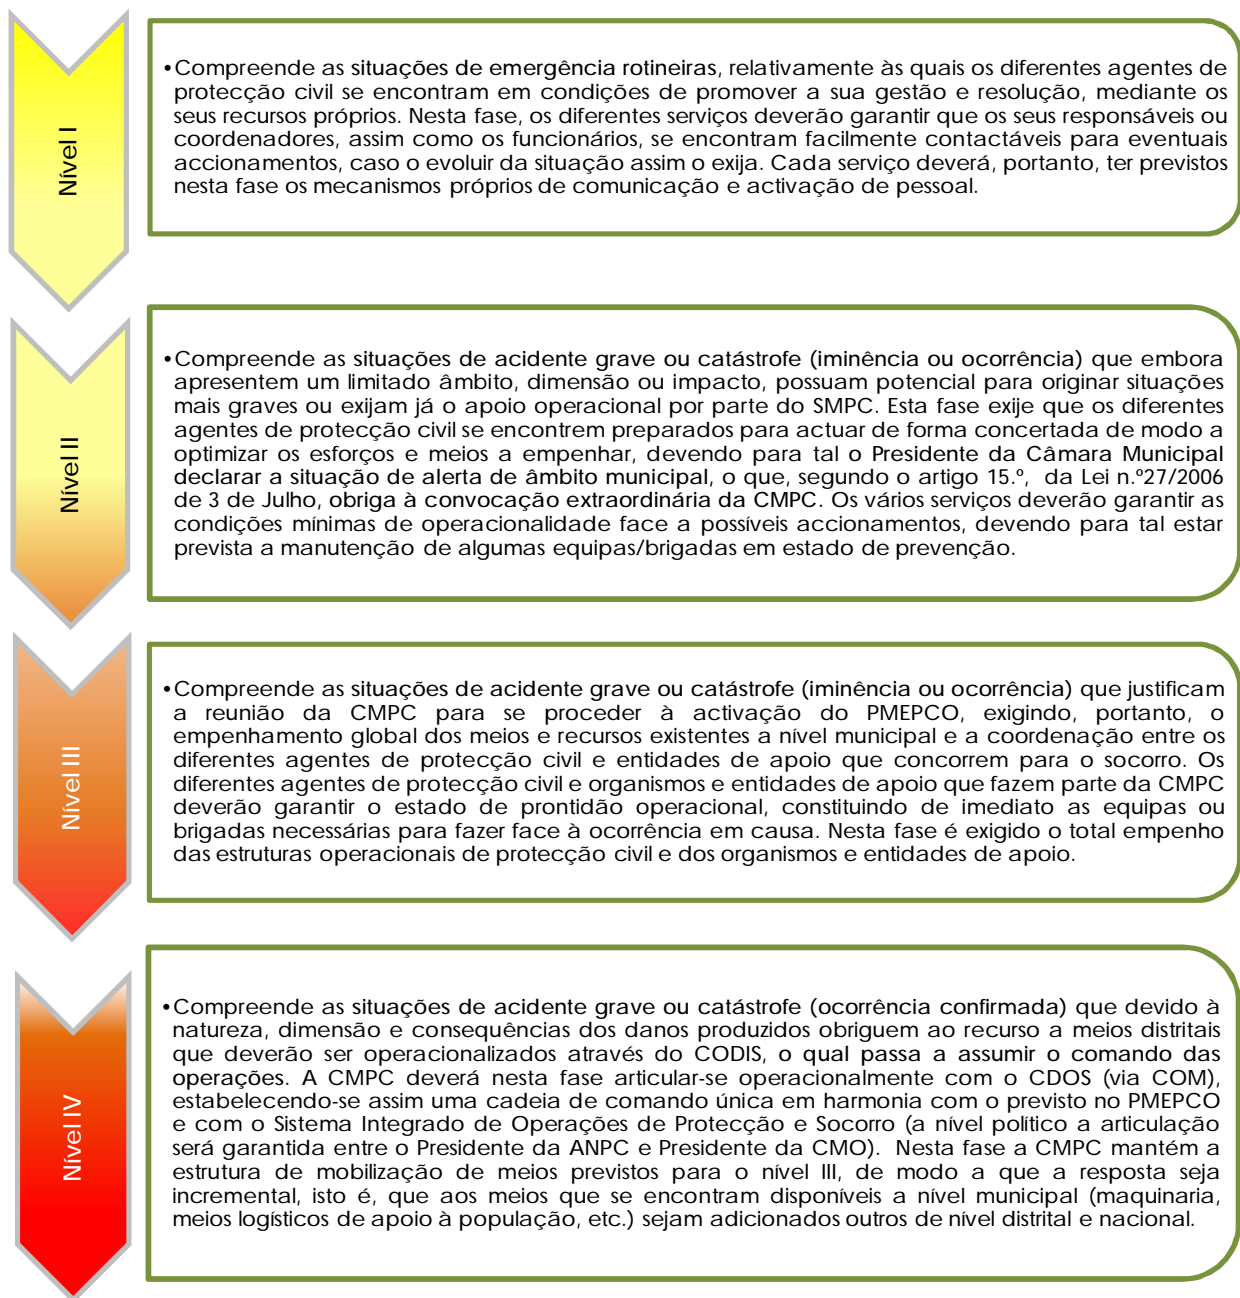 Nível I
•Compreende as situações de emergência rotineiras, relativamente às quais os diferentes agentes de
protecção civil se encontram em condições de promover a sua gestão e resolução, mediante os
seus recursos próprios. Nesta fase, os diferentes serviços deverão garantir que os seus responsáveis ou
coordenadores, assim como os funcionários, se encontram facilmente contactáveis para eventuais
accionamentos, caso o evoluir da situação assim o exija. Cada serviço deverá, portanto, ter previstos
nesta fase os mecanismos próprios de comunicação e activação de pessoal.
Nível II
•Compreende as situações de acidente grave ou catástrofe (iminência ou ocorrência) que embora
apresentem um limitado âmbito, dimensão ou impacto, possuam potencial para originar situações
mais graves ou exijam já o apoio operacional por parte do SMPC. Esta fase exije que os diferentes
agentes de protecção civil se encontrem preparados para actuar de forma concertada de modo a
optimizar os esforços e meios a empenhar, devendo para tal o Presidente da Câmara Municipal
declarar a situação de alerta de âmbito municipal, o que, segundo o artigo 15.º, da Lei n.º27/2006
de 3 de Julho, obriga à convocação extraordinária da CMPC. Os vários serviços deverão garantir as
condições mínimas de operacionalidade face a possíveis accionamentos, devendo para tal estar
prevista a manutenção de algumas equipas/brigadas em estado de prevenção.
Nível III
•Compreende as situações de acidente grave ou catástrofe (iminência ou ocorrência) que justificam
a reunião da CMPC para se proceder à activação do PMEPCO, exigindo, portanto, o
empenhamento global dos meios e recursos existentes a nível municipal e a coordenação entre os
diferentes agentes de protecção civil e entidades de apoio que concorrem para o socorro. Os
diferentes agentes de protecção civil e organismos e entidades de apoio que fazem parte da CMPC
deverão garantir o estado de prontidão operacional, constituindo de imediato as equipas ou
brigadas necessárias para fazer face à ocorrência em causa. Nesta fase é exigido o total empenho
das estruturas operacionais de protecção civil e dos organismos e entidades de apoio.
Nível IV
•Compreende as situações de acidente grave ou catástrofe (ocorrência confirmada) que devido à
natureza, dimensão e consequências dos danos produzidos obriguem ao recurso a meios distritais
que deverão ser operacionalizados através do CODIS, o qual passa a assumir o comando das
operações. A CMPC deverá nesta fase articular-se operacionalmente com o CDOS (via COM),
estabelecendo-se assim uma cadeia de comando única em harmonia com o previsto no PMEPCO
e com o Sistema Integrado de Operações de Protecção e Socorro (a nível político a articulação
será garantida entre o Presidente da ANPC e Presidente da CMO). Nesta fase a CMPC mantém a
estrutura de mobilização de meios previstos para o nível III, de modo a que a resposta seja
incremental, isto é, que aos meios que se encontram disponíveis a nível municipal (maquinaria,
meios logísticos de apoio à população, etc.) sejam adicionados outros de nível distrital e nacional.